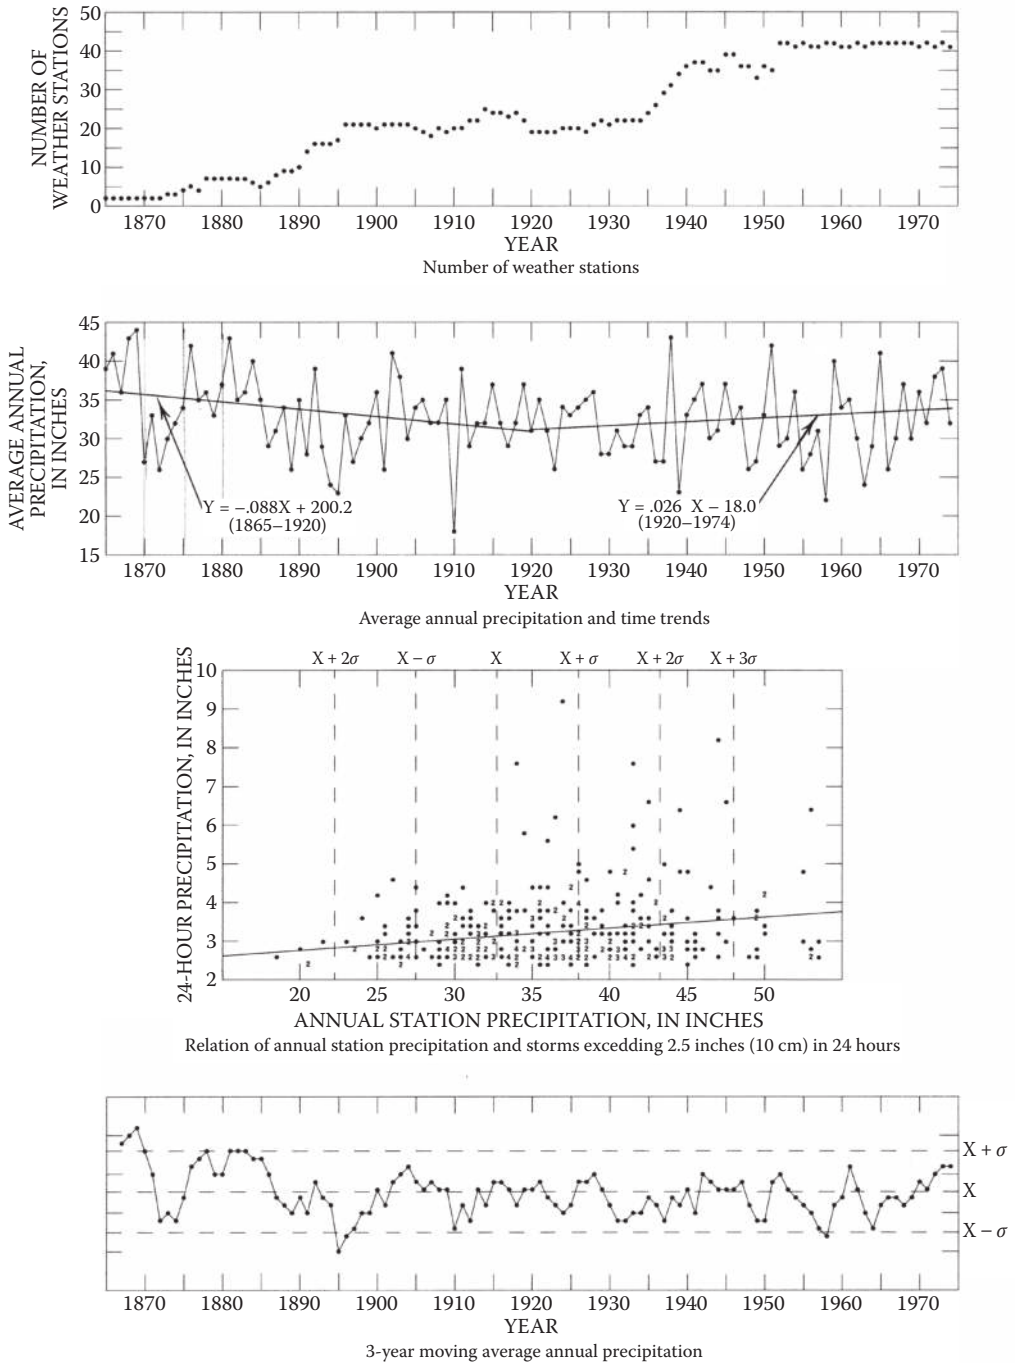 NUMBER OF
WEATHER STATIONS
50
40
30
20
10
0
1870 1880 1890 1900 1910 1920 1930 1940 1950 1960 1970
YEAR
Number of weather stations
AVERAGE ANNUAL
PRECIPITATION,
IN INCHES
45
40
35
30
25
20
15
Y = –.088X + 200.2
(1865–1920)
Y = .026 X – 18.0
(1920–1974)
1870 1880 1890 1900 1910 1920 1930 1940 1950 1960 1970
YEAR
Average annual precipitation and time trends
X + 2σ X – σ X X + σ X + 2σ X + 3σ
24-HOUR PRECIPITATION, IN INCHES
10
9
8
7
6
5
4
3
2
20 25 30 35 40 45 50
ANNUAL STATION PRECIPITATION, IN INCHES
Relation of annual station precipitation and storms excedding 2.5 inches (10 cm) in 24 hours
X + σ
X
X – σ
1870 1880 1890 1900 1910 1920 1930 1940 1950 1960 1970
YEAR
3-year moving average annual precipitation